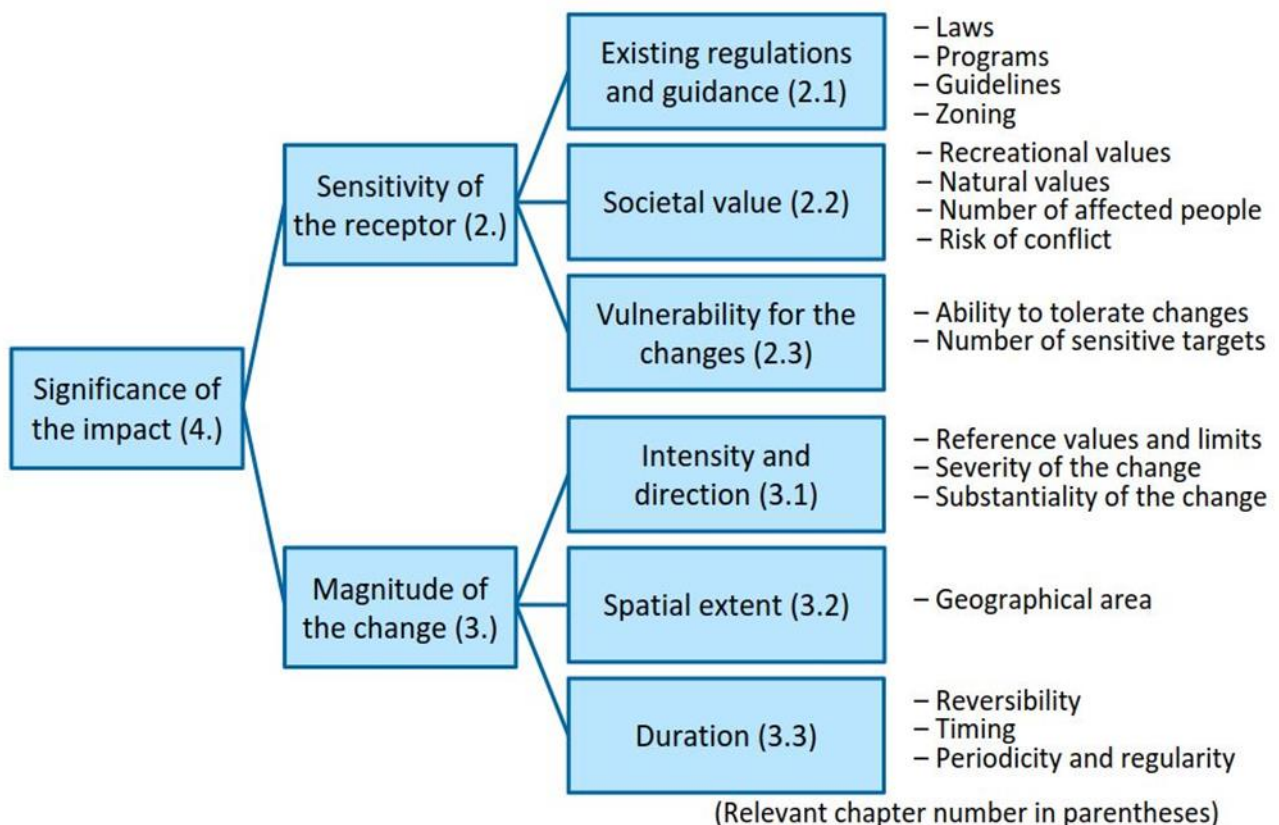 Significance of
the impact (4.)
Sensitivity of
the receptor (2.)
Existing regulations
and guidance (2.1)
– Laws
– Programs
– Guidelines
– Zoning
Societal value (2.2)
– Recreational values
– Natural values
– Number of affected people
– Risk of conflict
Vulnerability for the
changes (2.3)
– Ability to tolerate changes
– Number of sensitive targets
Magnitude of
the change (3.)
Intensity and
direction (3.1)
– Reference values and limits
– Severity of the change
– Substantiality of the change
Spatial extent (3.2)
– Geographical area
Duration (3.3)
– Reversibility
– Timing
– Periodicity and regularity
(Relevant chapter number in parentheses)